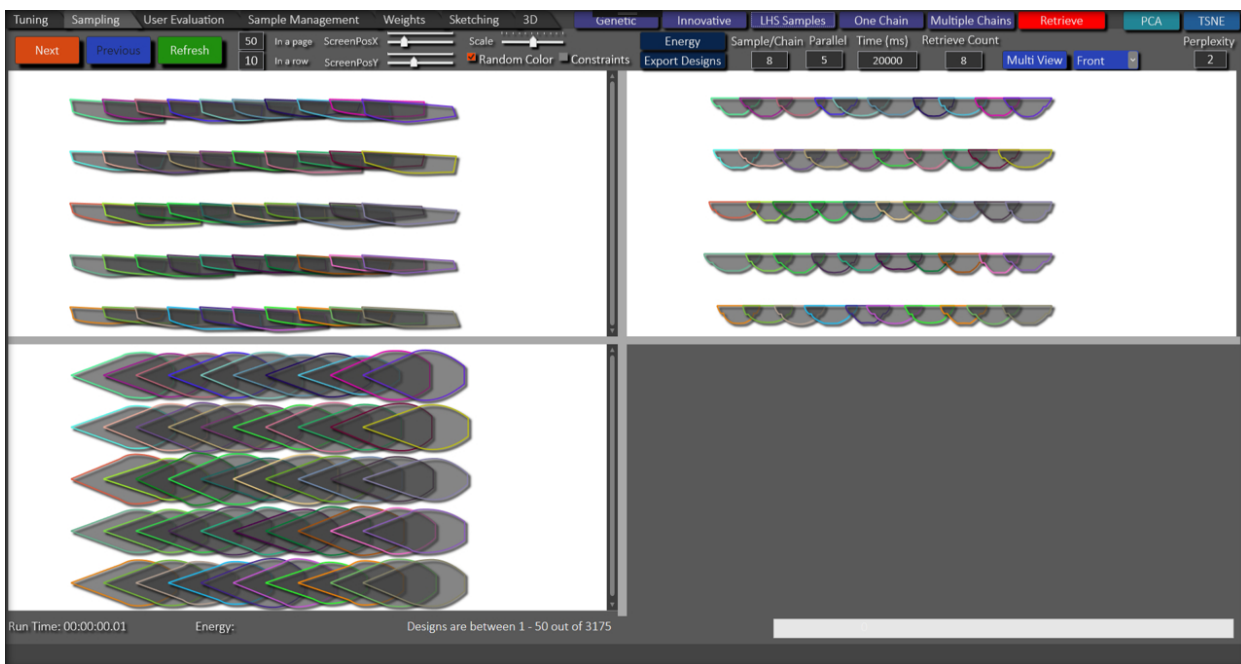 Tuning Sampling User Evaluation Sample Management Weights Sketching 3D Genetic Innovative LHS Samples One Chain Multiple Chains Retrieve PCA TSNE
Next Previous Refresh 50 In a page ScreenPosX Scale Energy Sample/Chain Parallel Time (ms) Retrieve Count Perplexity
10 In a row ScreenPosY Random Color Constraints Export Designs 8 5 20000 8 Multi View Front 2
Run Time: 00:00:00.01 Energy: Designs are between 1 - 50 out of 3175